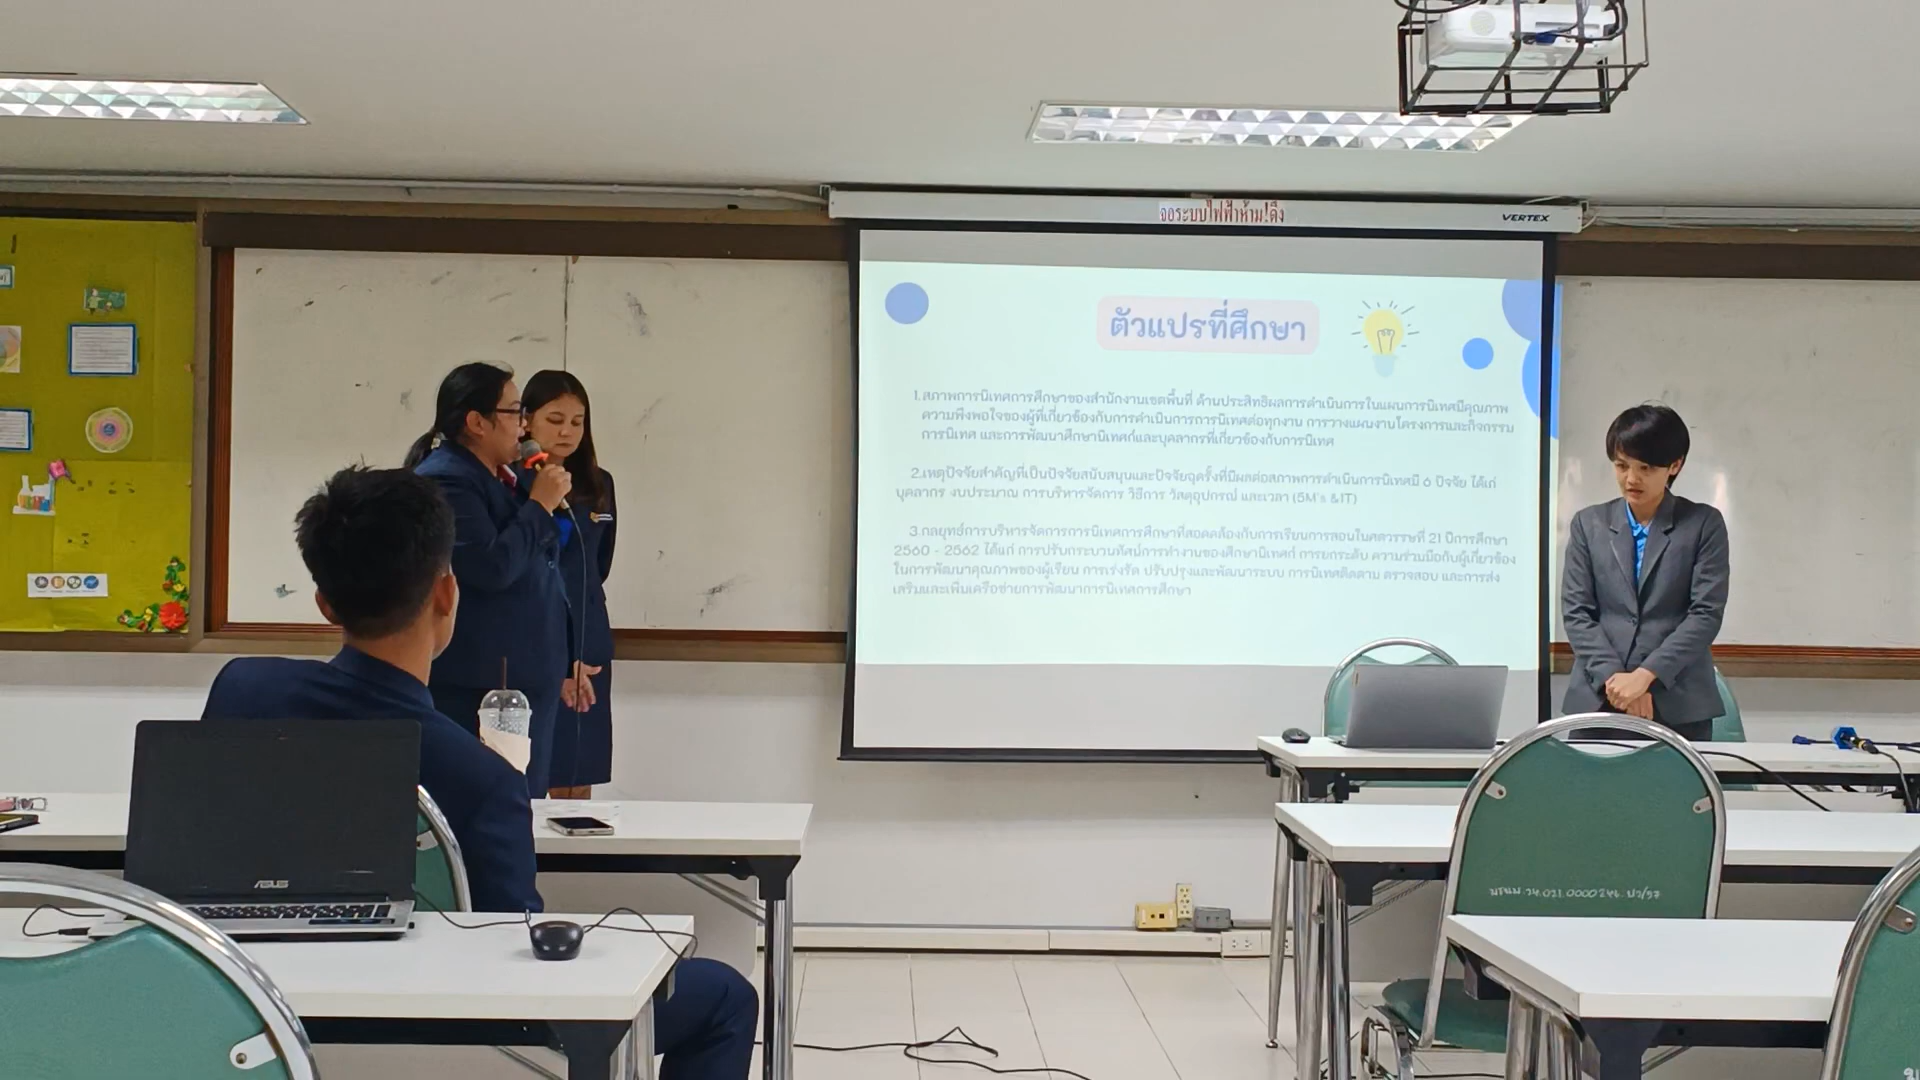 จอระบบไฟฟ้าห้าม!ดึง
VERTEX
ตัวแปรที่ศึกษา
1.สภาพการนิเทศการศึกษาของสำนักงานเขตพื้นที่ ด้านประสิทธิผลการดำเนินการในแผนการนิเทศมีคุณภาพ
ความพึงพอใจของผู้ที่เกี่ยวข้องกับการดำเนินการการนิเทศต่อทุกงาน การวางแผนงานโครงการและกิจกรรม
การนิเทศ และการพัฒนาศึกษานิเทศก์และบุคลากรที่เกี่ยวข้องกับการนิเทศ
2.เหตุปัจจัยสำคัญที่เป็นปัจจัยสนับสนุนและปัจจัยฉุดรั้งที่มีผลต่อสภาพการดำเนินการนิเทศมี 6 ปัจจัย ได้แก่
บุคลากร งบประมาณ การบริหารจัดการ วิธีการ วัสดุอุปกรณ์ และเวลา (5M's &1T)
3.กลยุทธ์การบริหารจัดการการนิเทศการศึกษาที่สอดคล้องกับการเรียนการสอนในศตวรรษที่ 21 ปีการศึกษา
2560 - 2562 ได้แก่ การปรับกระบวนทัศน์การทำงานของศึกษานิเทศก์ การยกระดับ ความร่วมมือกับผู้เกี่ยวข้อง
ในการพัฒนาคุณภาพของผู้เรียน การเร่งรัด ปรับปรุงและพัฒนาระบบ การนิเทศติดตาม ตรวจสอบ และการส่ง
เสริมและเพิ่มเครือข่ายการพัฒนาการนิเทศการศึกษา
ASUS